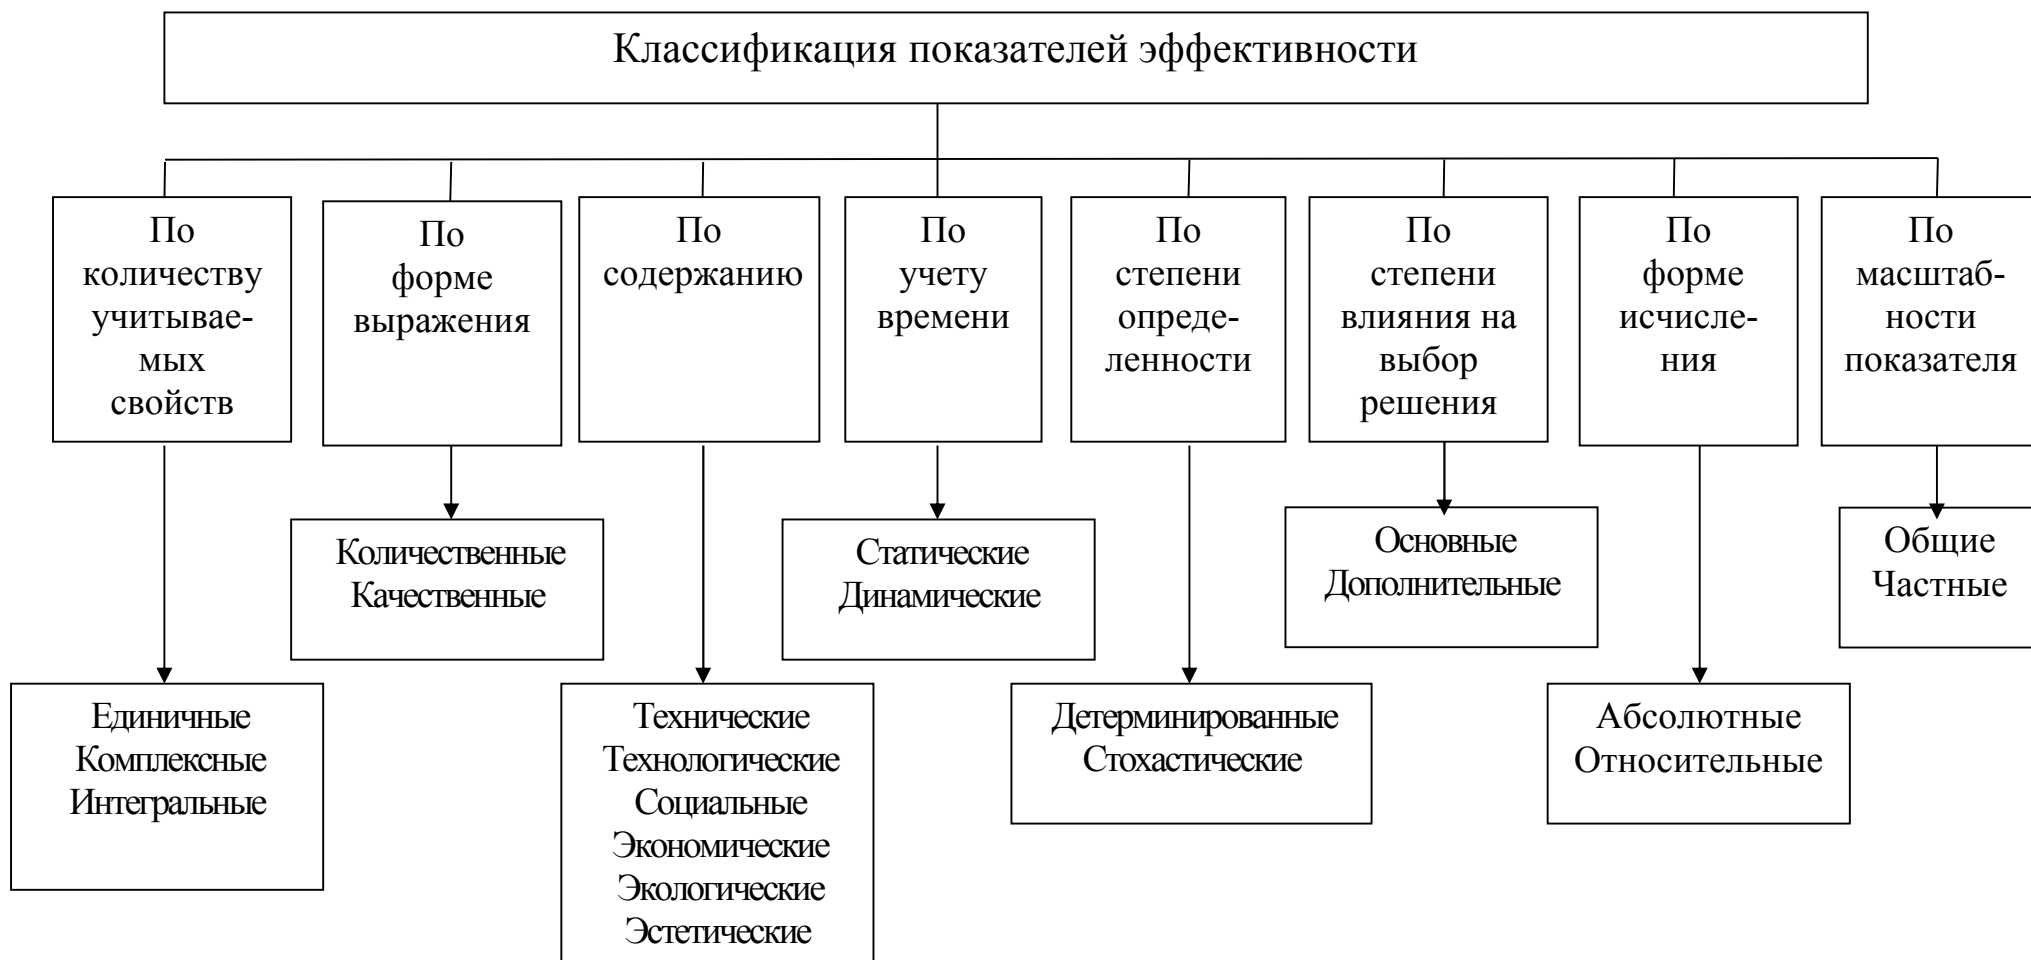 Классификация показателей эффективности
По
количеству
учитывае-
мых
свойств
По
форме
выражения
По
содержанию
По
учету
времени
По
степени
опреде-
ленности
По
степени
влияния на
выбор
решения
По
форме
исчисле-
ния
По
масштаб-
ности
показателя
Количественные
Качественные
Статические
Динамические
Основные
Дополнительные
Общие
Частные
Единичные
Комплексные
Интегральные
Технические
Технологические
Социальные
Экономические
Экологические
Эстетические
Детерминированные
Стохастические
Абсолютные
Относительные